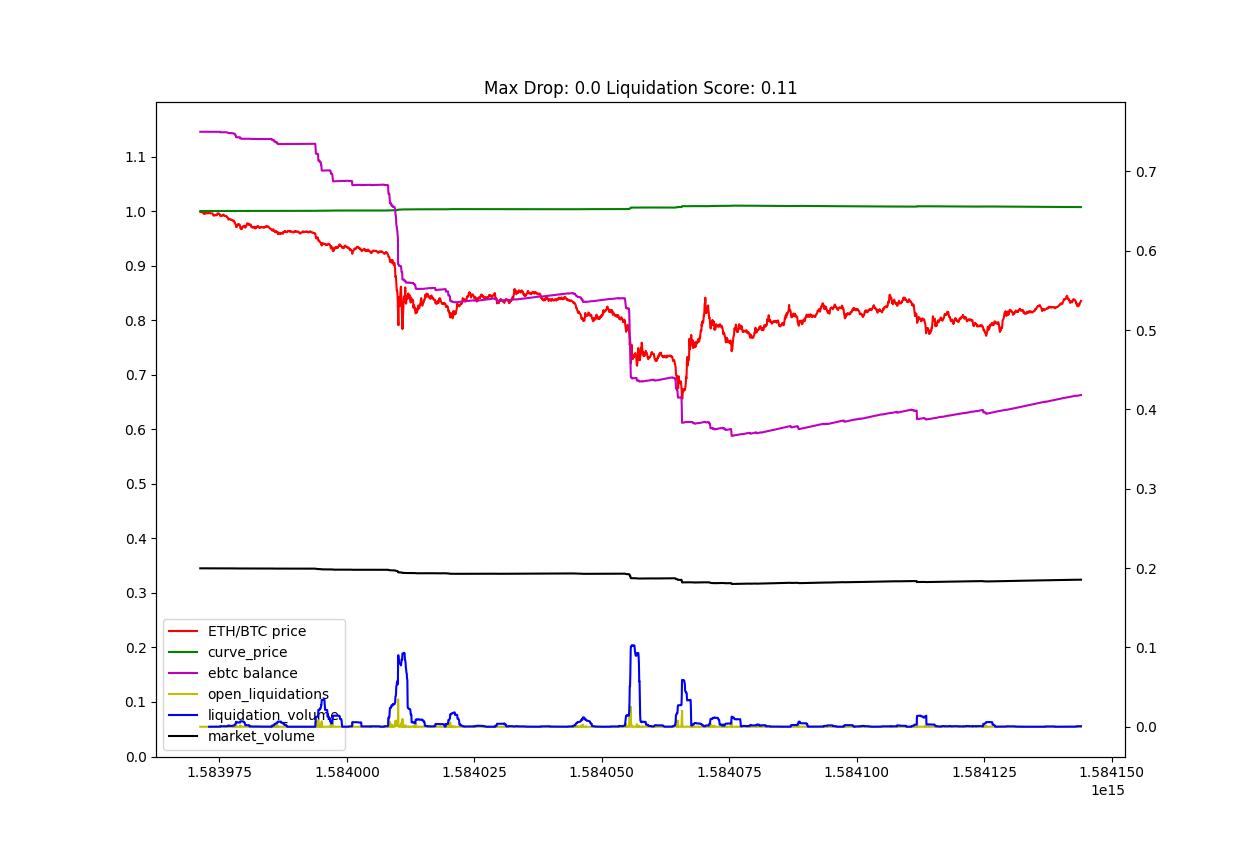 Max Drop: 0.0 Liquidation Score: 0.11
1.1
1.0
0.9
0.8
0.7
0.6
0.5
0.4
0.3
0.2
0.1
0.0
0.7
0.6
0.5
0.4
0.3
0.2
0.1
0.0
ETH/BTC price
curve_price
ebtc balance
open_liquidations
liquidation_volume
market_volume
1.583975 1.584000 1.584025 1.584050 1.584075 1.584100 1.584125 1.584150
1e15